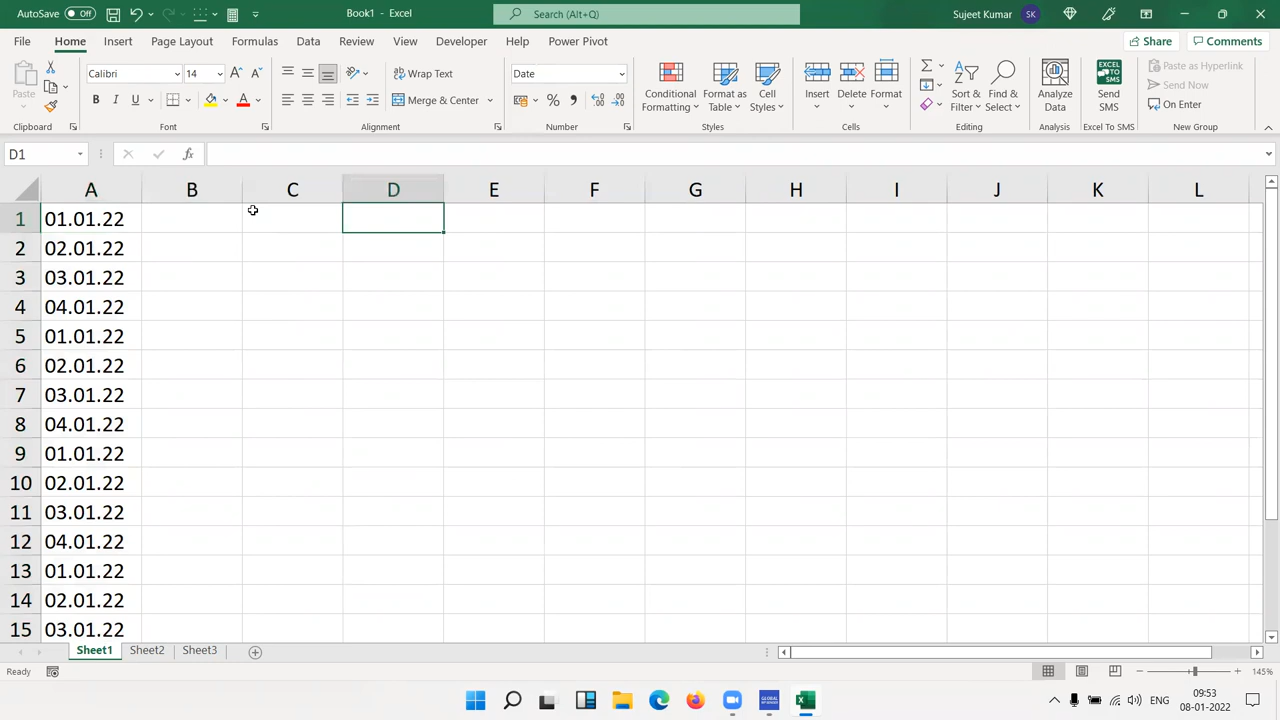 AutoSave Off Book1 - Excel Search (Alt+Q) Sujeet Kumar SK
File Home Insert Page Layout Formulas Data Review View Developer Help Power Pivot Share Comments
Paste Calibri 14 Wrap Text Date Conditional Formatting Format as Table Cell Styles Insert Delete Format Sort & Filter Find & Select Analyze Data Excel To SMS Send SMS Paste as Hyperlink
Send Now
B I U Merge & Center On Enter
Clipboard Font Alignment Number Styles Cells Editing Analysis Excel To SMS New Group
D1 fx
A B C D E F G H I J K L
1 01.01.22
2 02.01.22
3 03.01.22
4 04.01.22
5 01.01.22
6 02.01.22
7 03.01.22
8 04.01.22
9 01.01.22
10 02.01.22
11 03.01.22
12 04.01.22
13 01.01.22
14 02.01.22
15 03.01.22
Sheet1 Sheet2 Sheet3
Ready 145%
ENG 09:53
08-01-2022